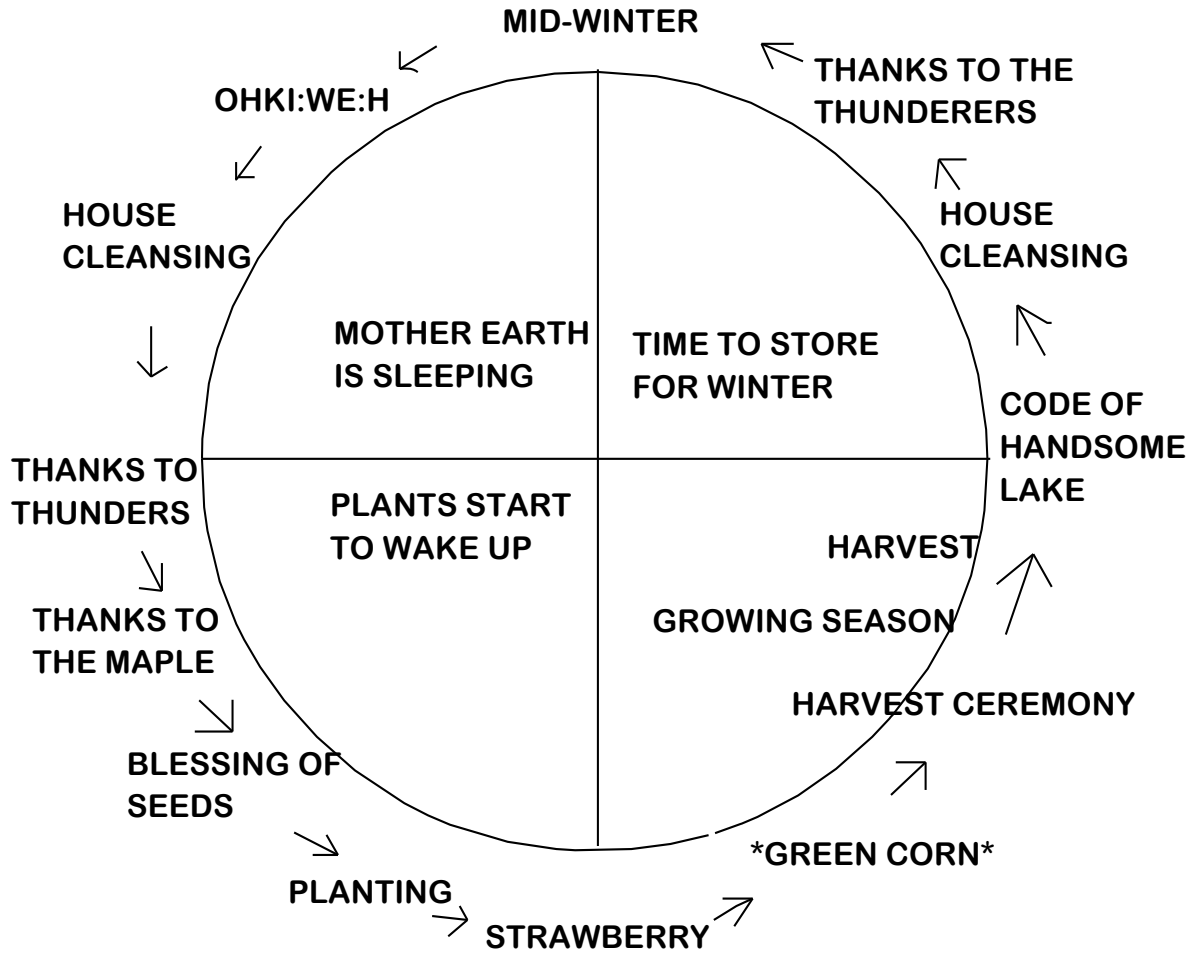 MID-WINTER
THANKS TO THE
THUNDERERS
OHKI:WE:H
HOUSE
CLEANSING
HOUSE
CLEANSING
MOTHER EARTH
IS SLEEPING
TIME TO STORE
FOR WINTER
CODE OF
HANDSOME
LAKE
THANKS TO
THUNDERS
PLANTS START
TO WAKE UP
HARVEST
THANKS TO
THE MAPLE
GROWING SEASON
HARVEST CEREMONY
BLESSING OF
SEEDS
*GREEN CORN*
PLANTING
STRAWBERRY